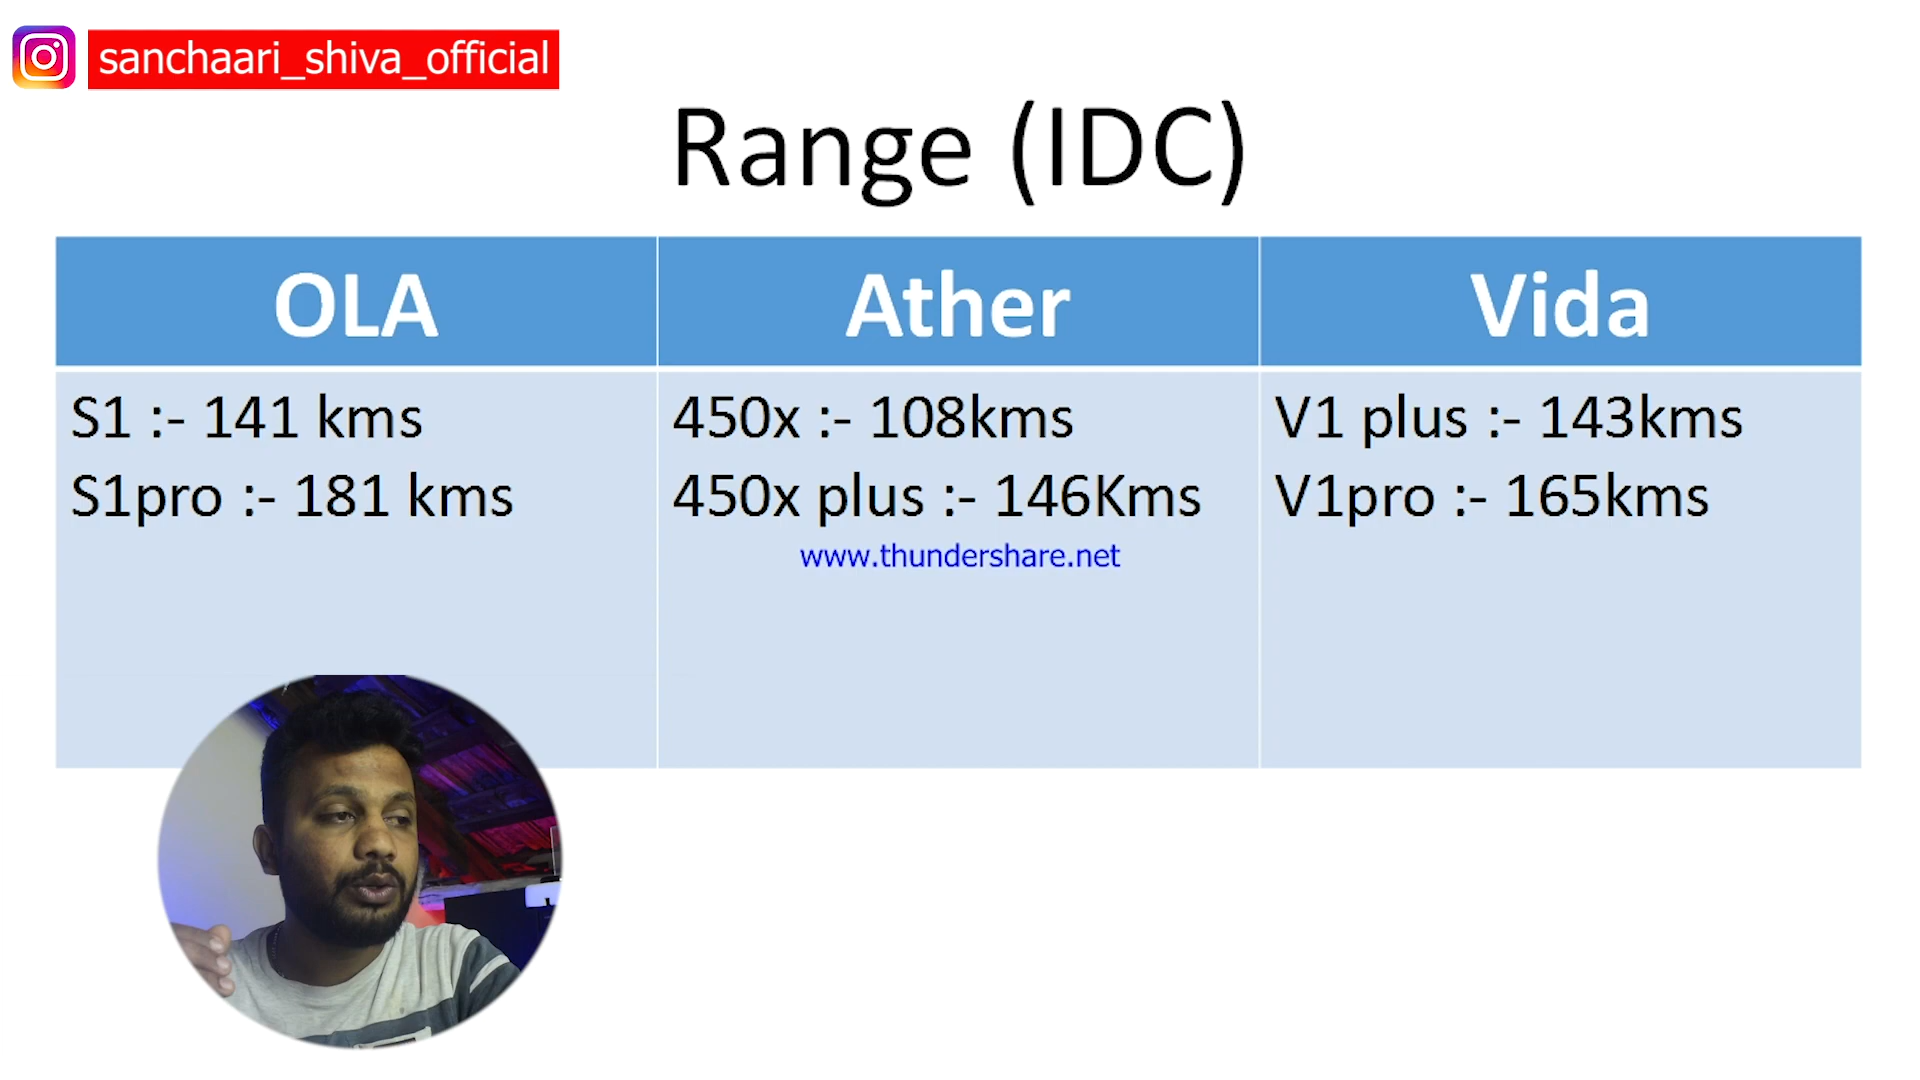 sanchaari_shiva_official
Range (IDC)
OLA
Ather
Vida
S1 :- 141 kms
S1pro :- 181 kms
450x :- 108kms
450x plus :- 146Kms
V1 plus :- 143kms
V1pro :- 165kms
www.thundershare.net